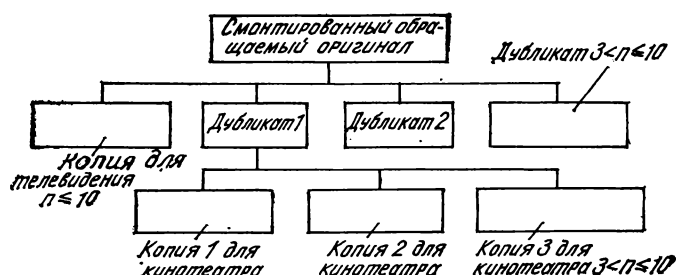 Смонтированный обра-
щаемый оригинал
Дубликат 3<n≤10
Дубликат 1
Дубликат 2
Копия для
телевидения
n≤10
Копия 1 для
кинотеатра
Копия 2 для
кинотеатра
Копия 3 для
кинотеатра 3<n≤10